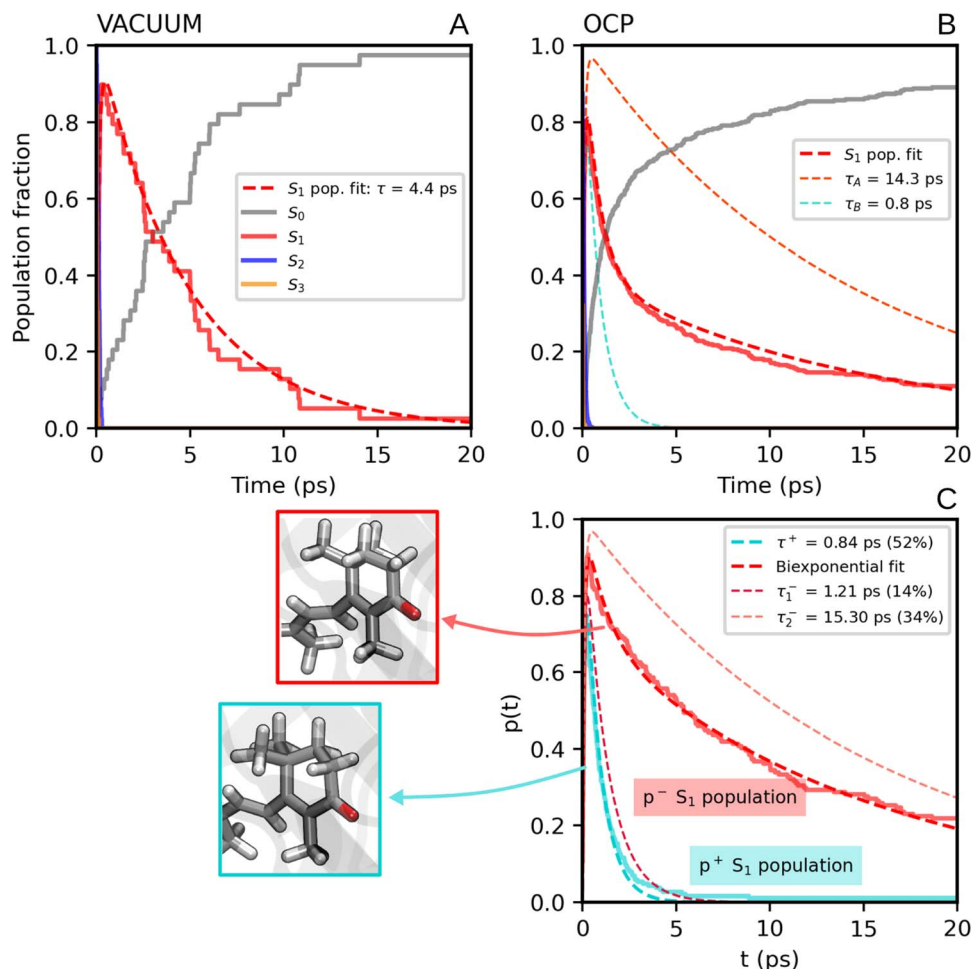 VACUUM
A
Population fraction
1.0
0.8
0.6
0.4
0.2
0.0
S₁ pop. fit: τ = 4.4 ps
S₀
S₁
S₂
S₃
0 5 10 15 20
Time (ps)
OCP
B
1.0
0.8
0.6
0.4
0.2
0.0
S₁ pop. fit
τ_A = 14.3 ps
τ_B = 0.8 ps
0 5 10 15 20
Time (ps)
C
p(t)
1.0
0.8
0.6
0.4
0.2
0.0
τ⁺ = 0.84 ps (52%)
Biexponential fit
τ₁⁻ = 1.21 ps (14%)
τ₂⁻ = 15.30 ps (34%)
p⁻ S₁ population
p⁺ S₁ population
0 5 10 15 20
t (ps)